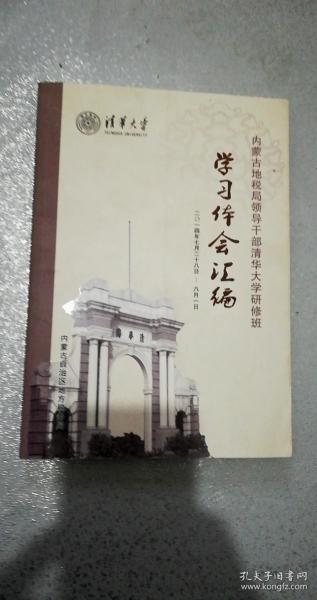 清华大学
TSINGHUA UNIVERSITY
内蒙古地税局领导干部清华大学研修班
学习体会汇编
二〇一四年七月二十八日 八月一日
清华园
内蒙古自治区地方
孔夫子旧书网